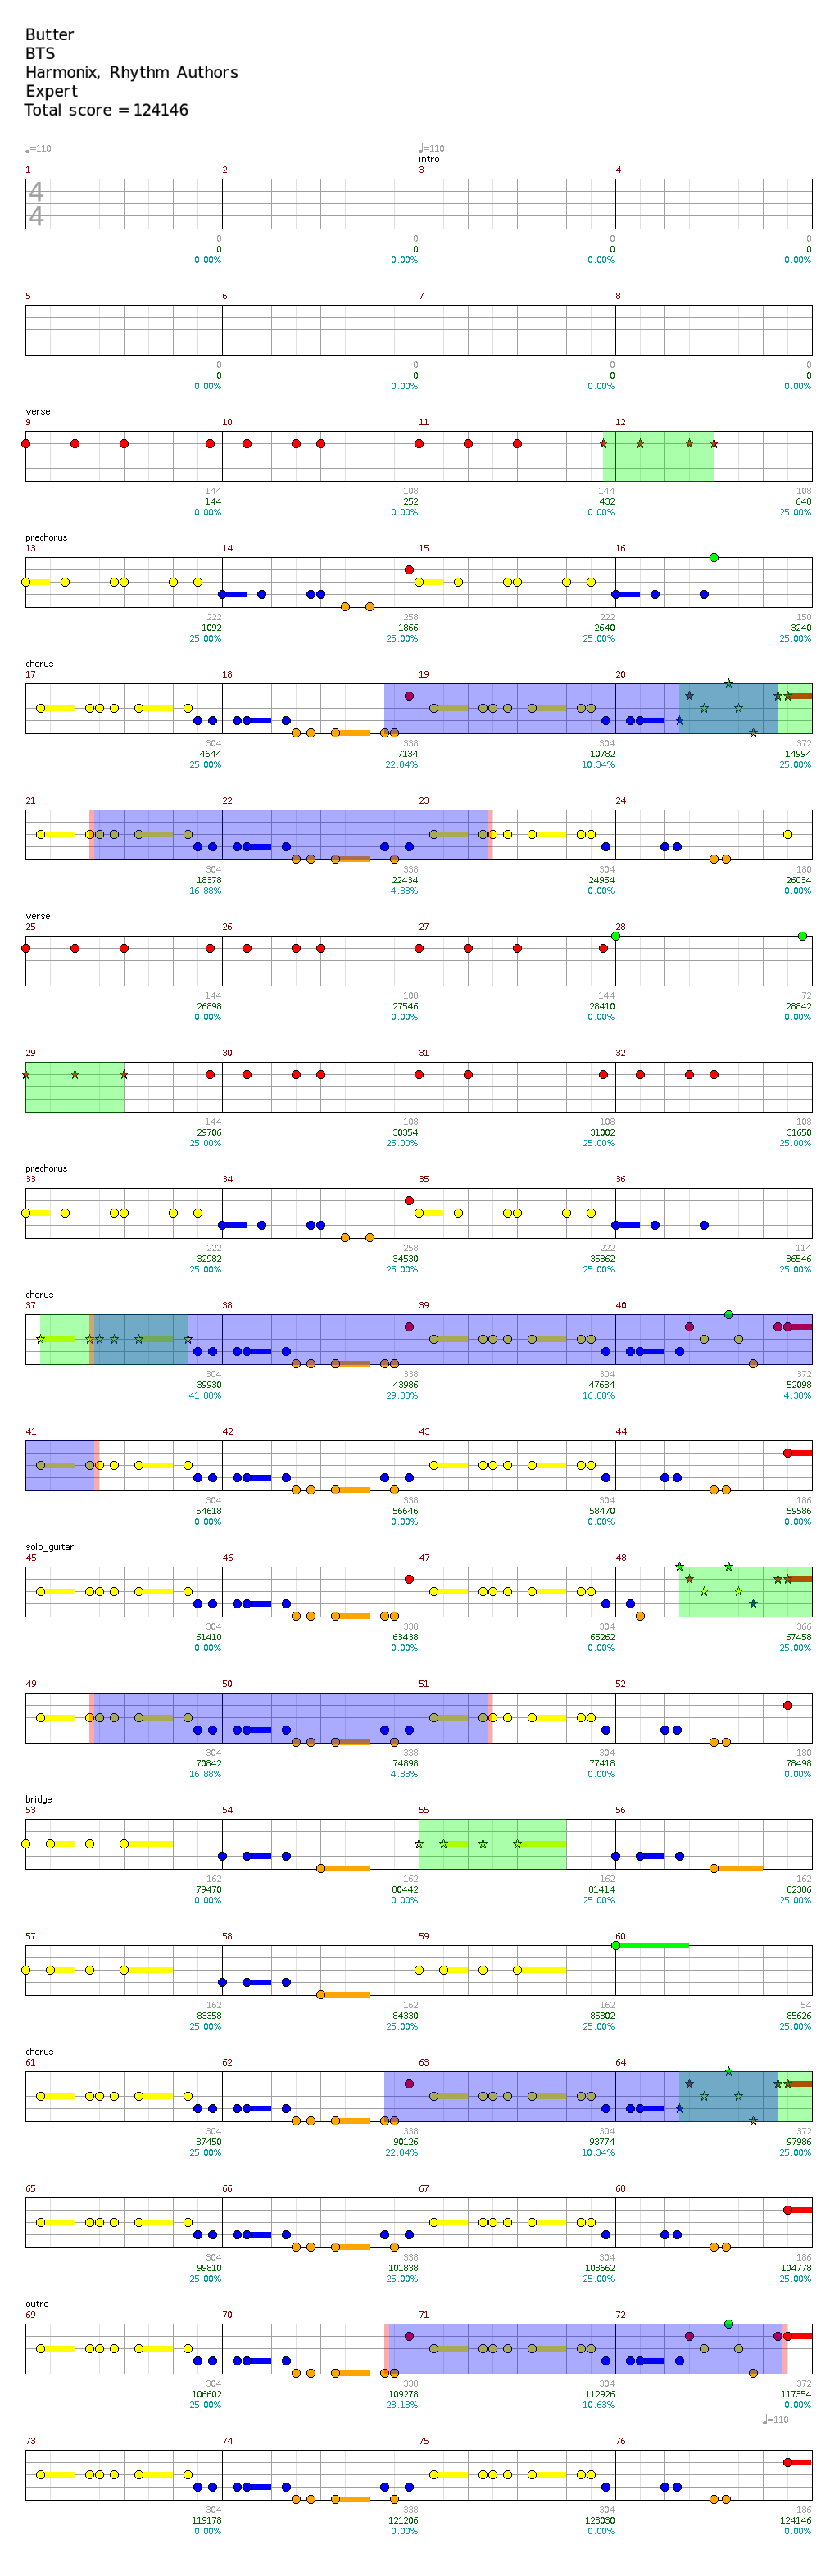 Butter
BTS
Harmonix, Rhythm Authors
Expert
Total score = 124146
♩=110 ♩=110
intro
1 2 3 4
4
4
0 0 0 0
0 0 0 0
0.00% 0.00% 0.00% 0.00%
5 6 7 8
0 0 0 0
0 0 0 0
0.00% 0.00% 0.00% 0.00%
verse
9 10 11 12
144 108 144 108
144 252 432 648
0.00% 0.00% 0.00% 25.00%
prechorus
13 14 15 16
222 258 222 150
1092 1866 2640 3240
25.00% 25.00% 25.00% 25.00%
chorus
17 18 19 20
304 338 304 372
4644 7134 10782 14994
25.00% 22.84% 10.34% 25.00%
21 22 23 24
304 338 304 180
18378 22434 24954 26034
16.88% 4.38% 0.00% 0.00%
verse
25 26 27 28
144 108 144 72
26898 27546 28410 28842
0.00% 0.00% 0.00% 0.00%
29 30 31 32
144 108 108 108
29706 30354 31002 31650
25.00% 25.00% 25.00% 25.00%
prechorus
33 34 35 36
222 258 222 114
32982 34530 35862 36546
25.00% 25.00% 25.00% 25.00%
chorus
37 38 39 40
304 338 304 372
39930 43986 47634 52098
41.88% 29.38% 16.88% 4.38%
41 42 43 44
304 338 304 186
54618 56646 58470 59586
0.00% 0.00% 0.00% 0.00%
solo_guitar
45 46 47 48
304 338 304 366
61410 63438 65262 67458
0.00% 0.00% 0.00% 25.00%
49 50 51 52
304 338 304 180
70842 74898 77418 78498
16.88% 4.38% 0.00% 0.00%
bridge
53 54 55 56
162 162 162 162
79470 80442 81414 82386
0.00% 0.00% 25.00% 25.00%
57 58 59 60
162 162 162 54
83358 84330 85302 85626
25.00% 25.00% 25.00% 25.00%
chorus
61 62 63 64
304 338 304 372
87450 90126 93774 97986
25.00% 22.84% 10.34% 25.00%
65 66 67 68
304 338 304 186
99810 101838 103662 104778
25.00% 25.00% 25.00% 25.00%
outro
69 70 71 72
304 338 304 372
106602 109278 112926 117354
25.00% 23.13% 10.63% 0.00%
♩=110
73 74 75 76
304 338 304 186
119178 121206 123030 124146
0.00% 0.00% 0.00% 0.00%